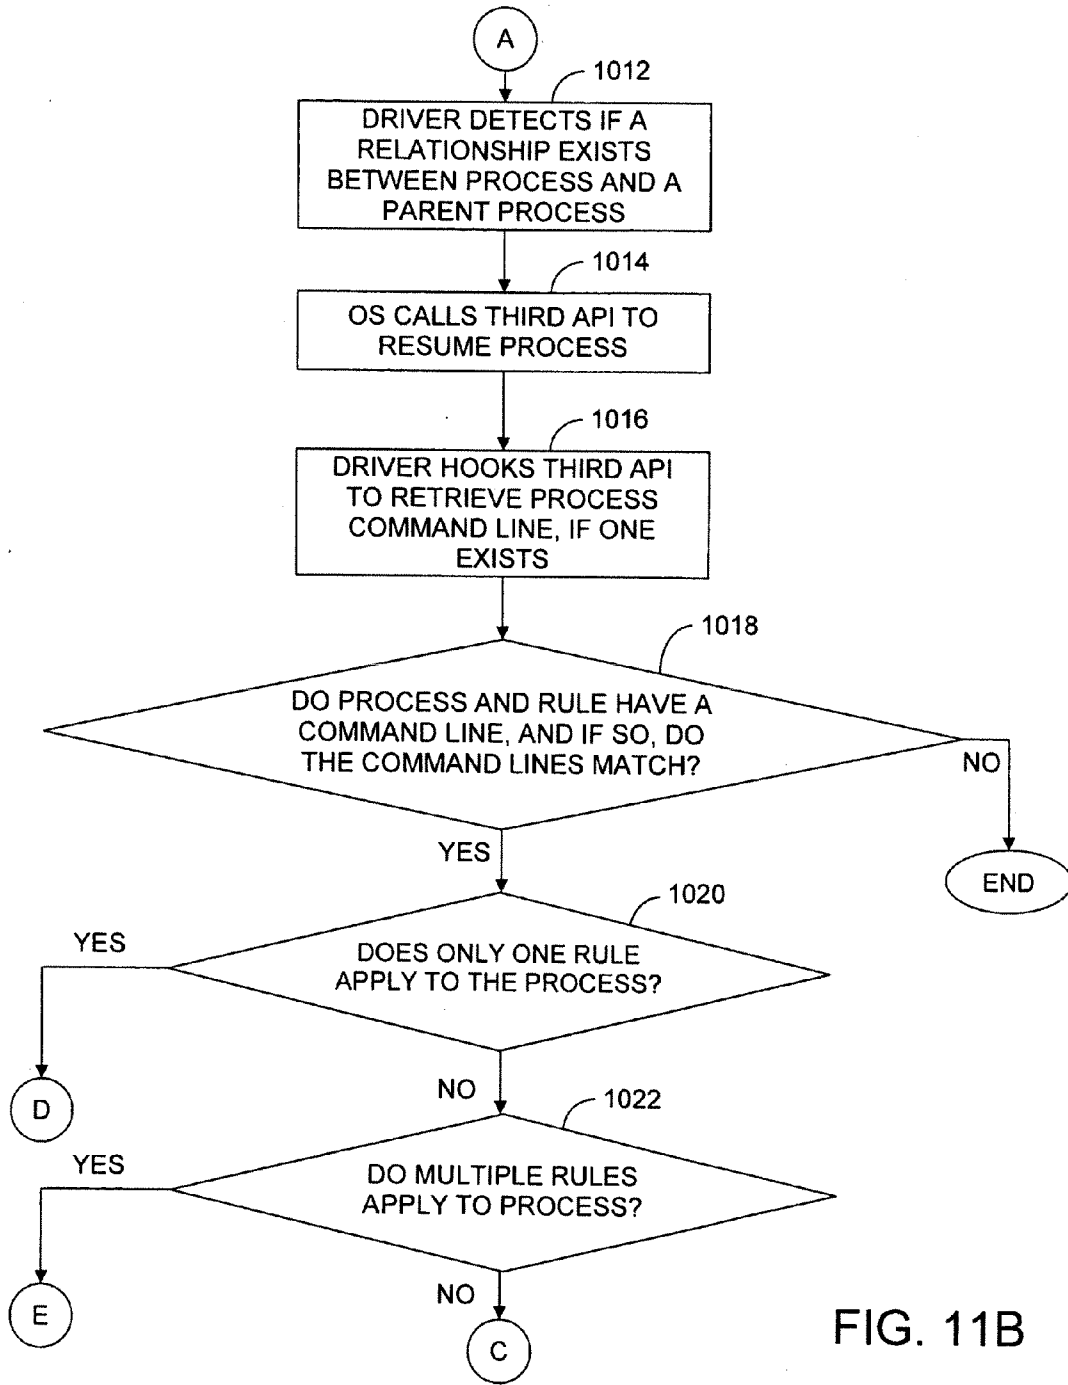 A
1012
DRIVER DETECTS IF A
RELATIONSHIP EXISTS
BETWEEN PROCESS AND A
PARENT PROCESS
1014
OS CALLS THIRD API TO
RESUME PROCESS
1016
DRIVER HOOKS THIRD API
TO RETRIEVE PROCESS
COMMAND LINE, IF ONE
EXISTS
1018
DO PROCESS AND RULE HAVE A
COMMAND LINE, AND IF SO, DO
THE COMMAND LINES MATCH?
NO
END
YES
1020
DOES ONLY ONE RULE
APPLY TO THE PROCESS?
YES
D
NO
1022
DO MULTIPLE RULES
APPLY TO PROCESS?
YES
E
NO
C
FIG. 11B